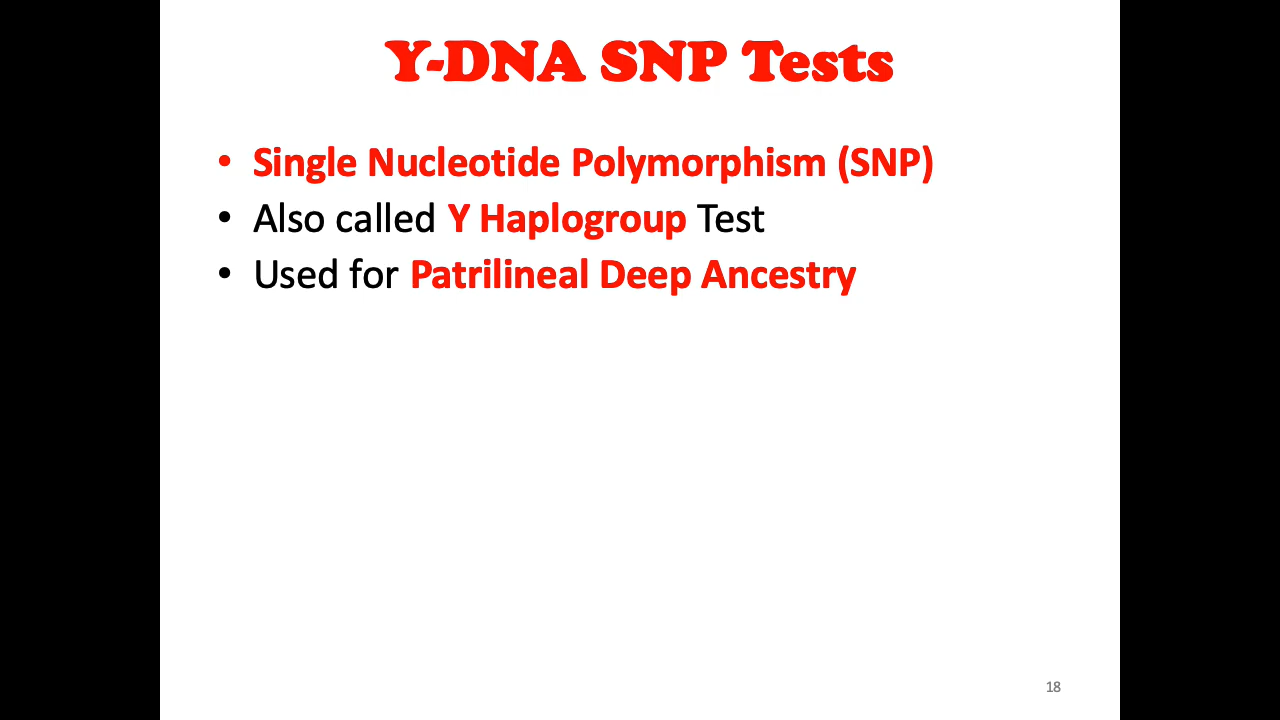 Y-DNA SNP Tests
• Single Nucleotide Polymorphism (SNP)
• Also called Y Haplogroup Test
• Used for Patrilineal Deep Ancestry
18